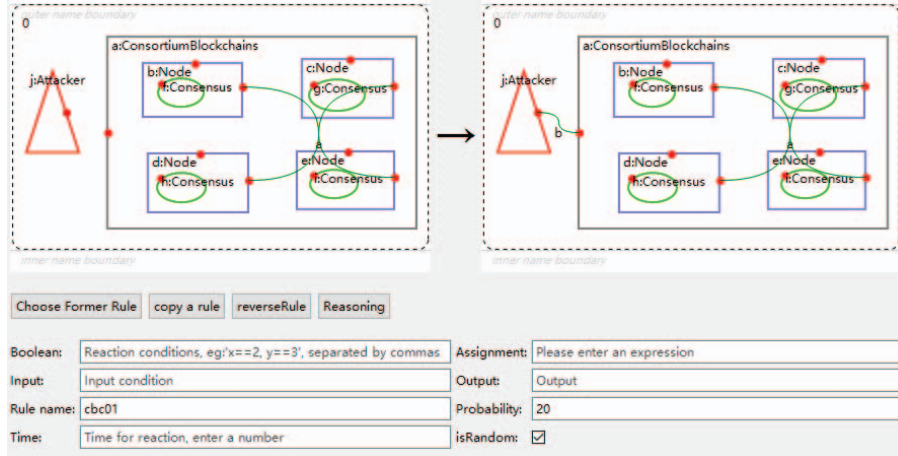 outer name boundary outer name boundary
0 0
a:ConsortiumBlockchains a:ConsortiumBlockchains
j:Attacker b:Node c:Node j:Attacker b:Node c:Node
f:Consensus g:Consensus f:Consensus g:Consensus
→
b
a a
d:Node e:Node d:Node e:Node
h:Consensus i:Consensus h:Consensus i:Consensus
inner name boundary inner name boundary
Choose Former Rule copy a rule reverseRule Reasoning
Boolean: Reaction conditions, eg:'x==2, y==3', separated by commas Assignment: Please enter an expression
Input: Input condition Output: Output
Rule name: cbc01 Probability: 20
Time: Time for reaction, enter a number isRandom: